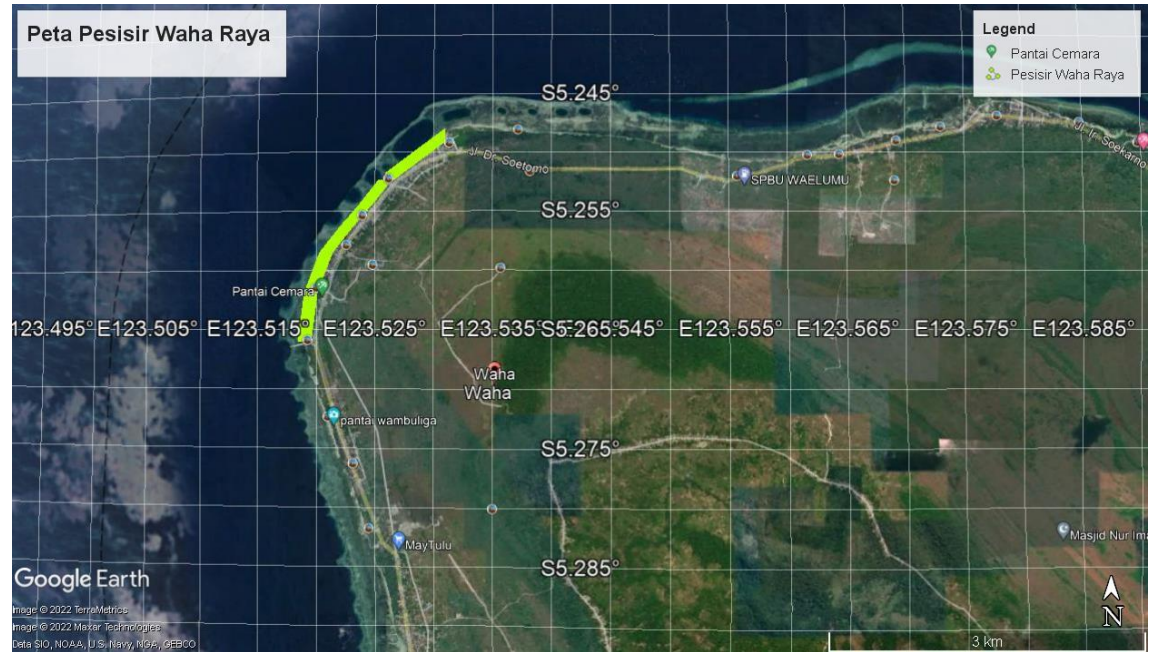 Peta Pesisir Waha Raya
Legend
Pantai Cemara
Pesisir Waha Raya
S5.245°
Jl. Dr. Soetomo
Jl. Ir. Soekarno
SPBU WAELUMU
S5.255°
Pantai Cemara
123.495° E123.505° E123.515° E123.525° E123.535° S5.265° .545° E123.555° E123.565° E123.575° E123.585°
Waha
Waha
pantai wambuliga
S5.275°
Masjid Nur Ima
MayTulu
S5.285°
Google Earth
Image © 2022 TerraMetrics
Image © 2022 Maxar Technologies
Data SIO, NOAA, U.S. Navy, NGA, GEBCO
N
3 km